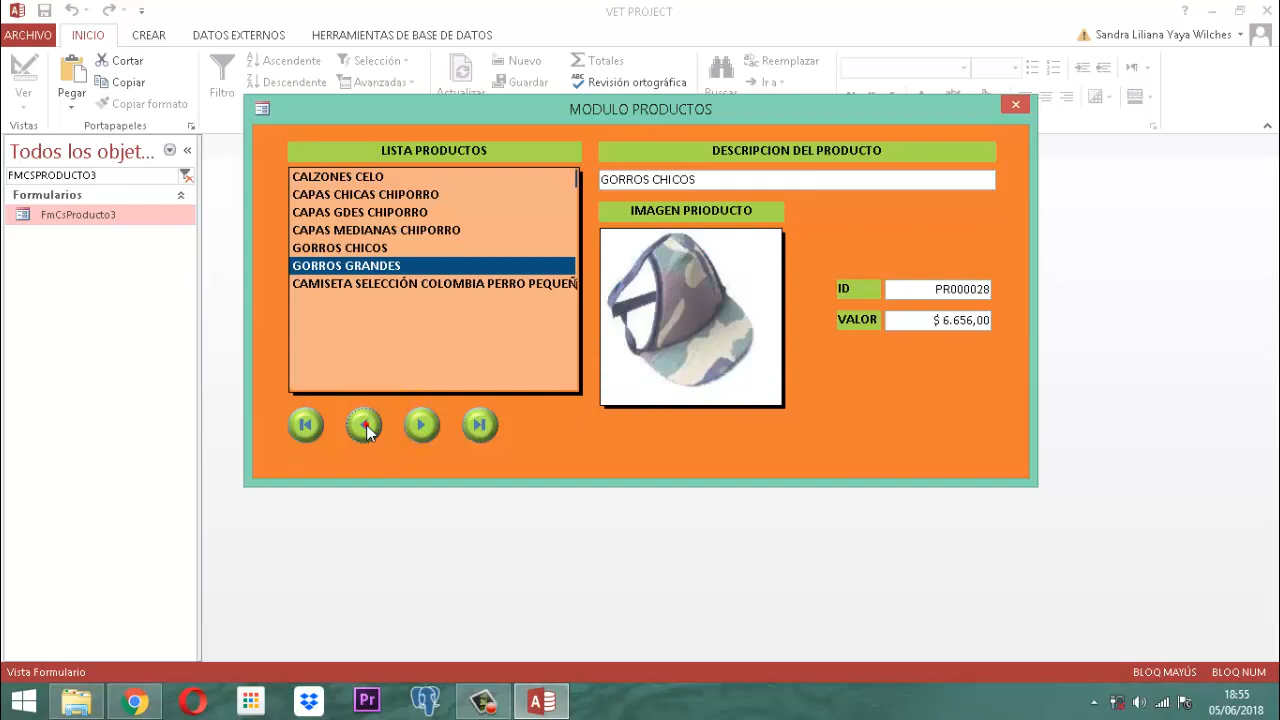 VET PROJECT
?
ARCHIVO INICIO CREAR DATOS EXTERNOS HERRAMIENTAS DE BASE DE DATOS Sandra Liliana Yaya Wilches
Ver
Vistas
Pegar
Cortar
Copiar
Copiar formato
Portapapeles
Filtro
Ascendente
Descendente
Selección
Avanzadas
Actualizar
Nuevo
Guardar
Totales
Revisión ortográfica
Buscar
Reemplazar
Ir a
Todos los objet...
FMCSPRODUCTO3
Formularios
FmCsProducto3
MODULO PRODUCTOS
LISTA PRODUCTOS
CALZONES CELO
CAPAS CHICAS CHIPORRO
CAPAS GDES CHIPORRO
CAPAS MEDIANAS CHIPORRO
GORROS CHICOS
GORROS GRANDES
CAMISETA SELECCIÓN COLOMBIA PERRO PEQUEÑ
DESCRIPCION DEL PRODUCTO
GORROS CHICOS
IMAGEN PRIODUCTO
ID PR000028
VALOR $ 6.656,00
Vista Formulario
BLOQ MAYÚS BLOQ NUM
Pr
18:55
05/06/2018